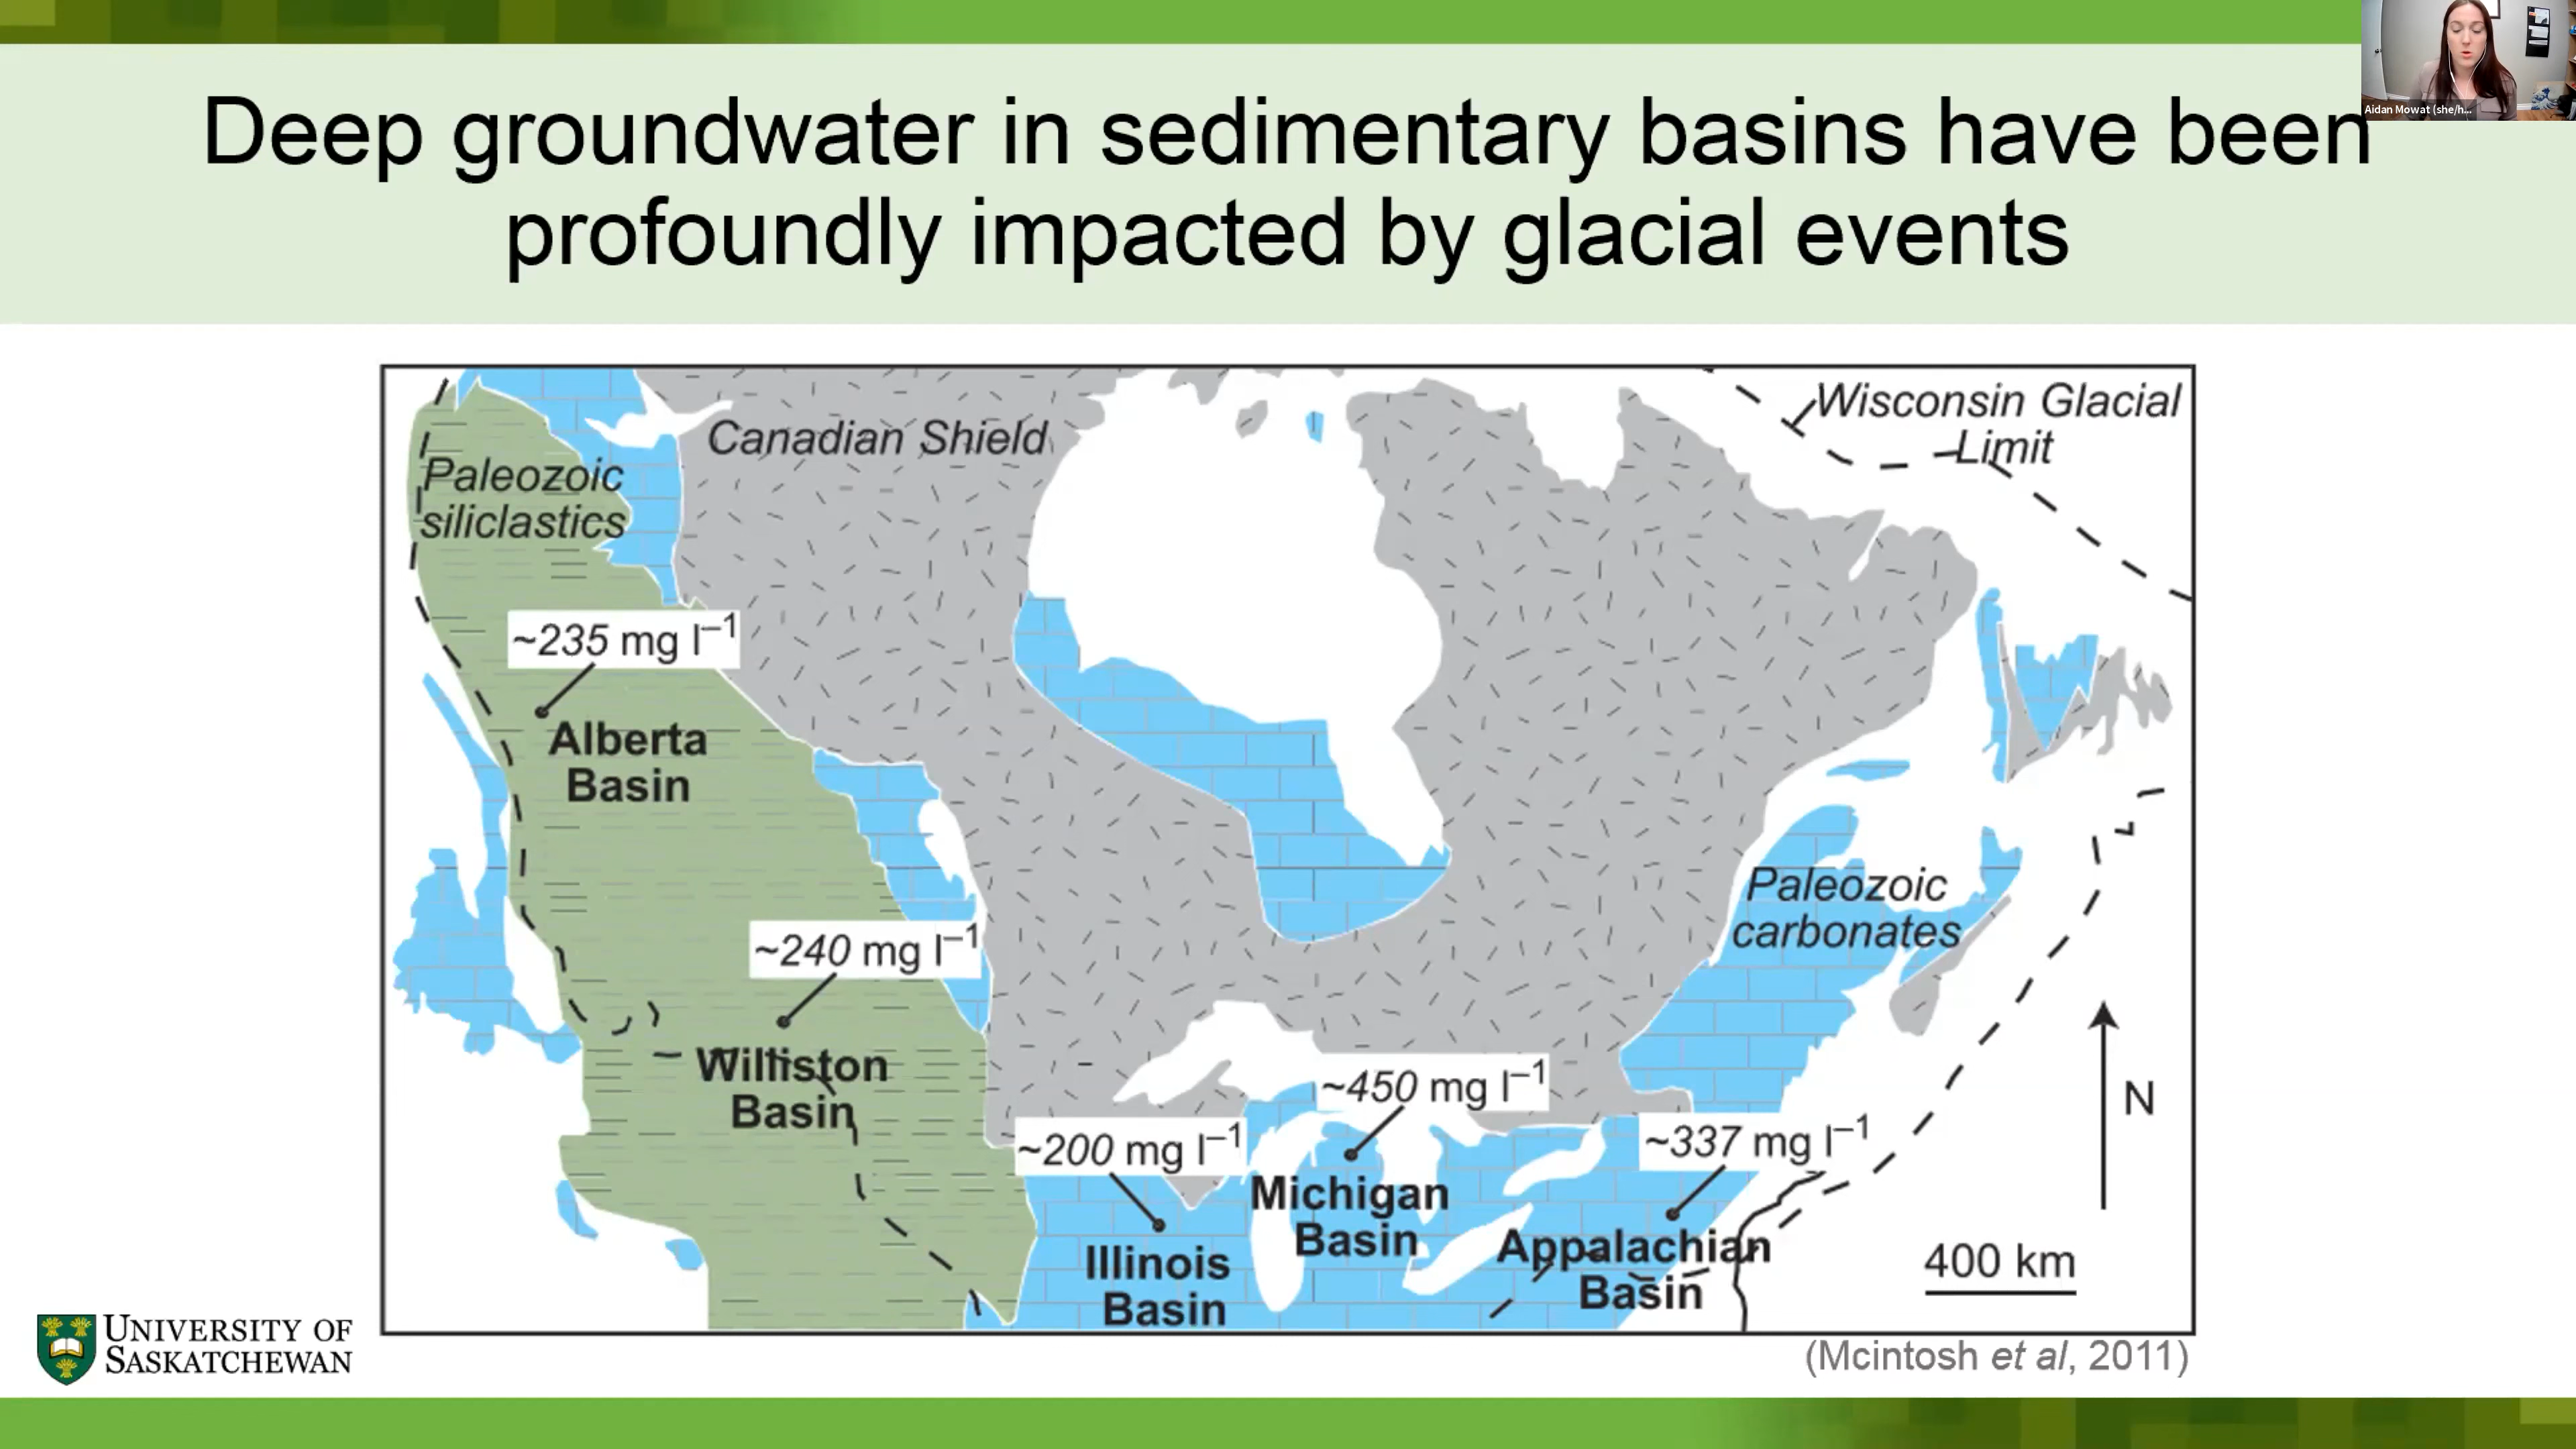 Aidan Mowat (she/h...
Deep groundwater in sedimentary basins have been
profoundly impacted by glacial events
Canadian Shield
Wisconsin Glacial
Limit
Paleozoic
siliclastics
~235 mg l⁻¹
Alberta
Basin
Paleozoic
carbonates
~240 mg l⁻¹
Williston
Basin
~450 mg l⁻¹
~200 mg l⁻¹
~337 mg l⁻¹
N
Michigan
Basin
Illinois
Basin
Appalachian
Basin
400 km
UNIVERSITY OF
SASKATCHEWAN
(Mcintosh et al, 2011)